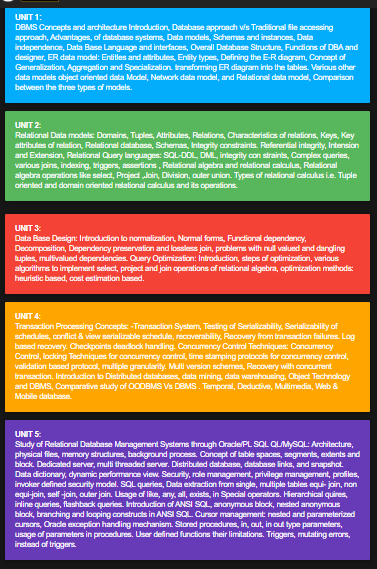 UNIT 1:
DBMS Concepts and architecture Introduction, Database approach v/s Traditional file accessing
approach, Advantages, of database systems, Data models, Schemas and instances, Data
independence, Data Base Language and interfaces, Overall Database Structure, Functions of DBA and
designer, ER data model: Entities and attributes, Entity types, Defining the E-R diagram, Concept of
Generalization, Aggregation and Specialization. transforming ER diagram into the tables. Various other
data models object oriented data Model, Network data model, and Relational data model, Comparison
between the three types of models.
UNIT 2:
Relational Data models: Domains, Tuples, Attributes, Relations, Characteristics of relations, Keys, Key
attributes of relation, Relational database, Schemas, Integrity constraints. Referential integrity, Intension
and Extension, Relational Query languages: SQL-DDL, DML, integrity con straints, Complex queries,
various joins, indexing, triggers, assertions , Relational algebra and relational calculus, Relational
algebra operations like select, Project ,Join, Division, outer union. Types of relational calculus i.e. Tuple
oriented and domain oriented relational calculus and its operations.
UNIT 3:
Data Base Design: Introduction to normalization, Normal forms, Functional dependency,
Decomposition, Dependency preservation and lossless join, problems with null valued and dangling
tuples, multivalued dependencies. Query Optimization: Introduction, steps of optimization, various
algorithms to implement select, project and join operations of relational algebra, optimization methods:
heuristic based, cost estimation based.
UNIT 4:
Transaction Processing Concepts: -Transaction System, Testing of Serializability, Serializability of
schedules, conflict & view serializable schedule, recoverability, Recovery from transaction failures. Log
based recovery. Checkpoints deadlock handling. Concurrency Control Techniques: Concurrency
Control, locking Techniques for concurrency control, time stamping protocols for concurrency control,
validation based protocol, multiple granularity. Multi version schemes, Recovery with concurrent
transaction. Introduction to Distributed databases, data mining, data warehousing, Object Technology
and DBMS, Comparative study of OODBMS Vs DBMS . Temporal, Deductive, Multimedia, Web &
Mobile database.
UNIT 5:
Study of Relational Database Management Systems through Oracle/PL SQL QL/MySQL: Architecture,
physical files, memory structures, background process. Concept of table spaces, segments, extents and
block. Dedicated server, multi threaded server. Distributed database, database links, and snapshot.
Data dictionary, dynamic performance view. Security, role management, privilege management, profiles,
invoker defined security model. SQL queries, Data extraction from single, multiple tables equi- join, non
equi-join, self -join, outer join. Usage of like, any, all, exists, in Special operators. Hierarchical quires,
inline queries, flashback queries. Introduction of ANSI SQL, anonymous block, nested anonymous
block, branching and looping constructs in ANSI SQL. Cursor management: nested and parameterized
cursors, Oracle exception handling mechanism. Stored procedures, in, out, in out type parameters,
usage of parameters in procedures. User defined functions their limitations. Triggers, mutating errors,
instead of triggers.